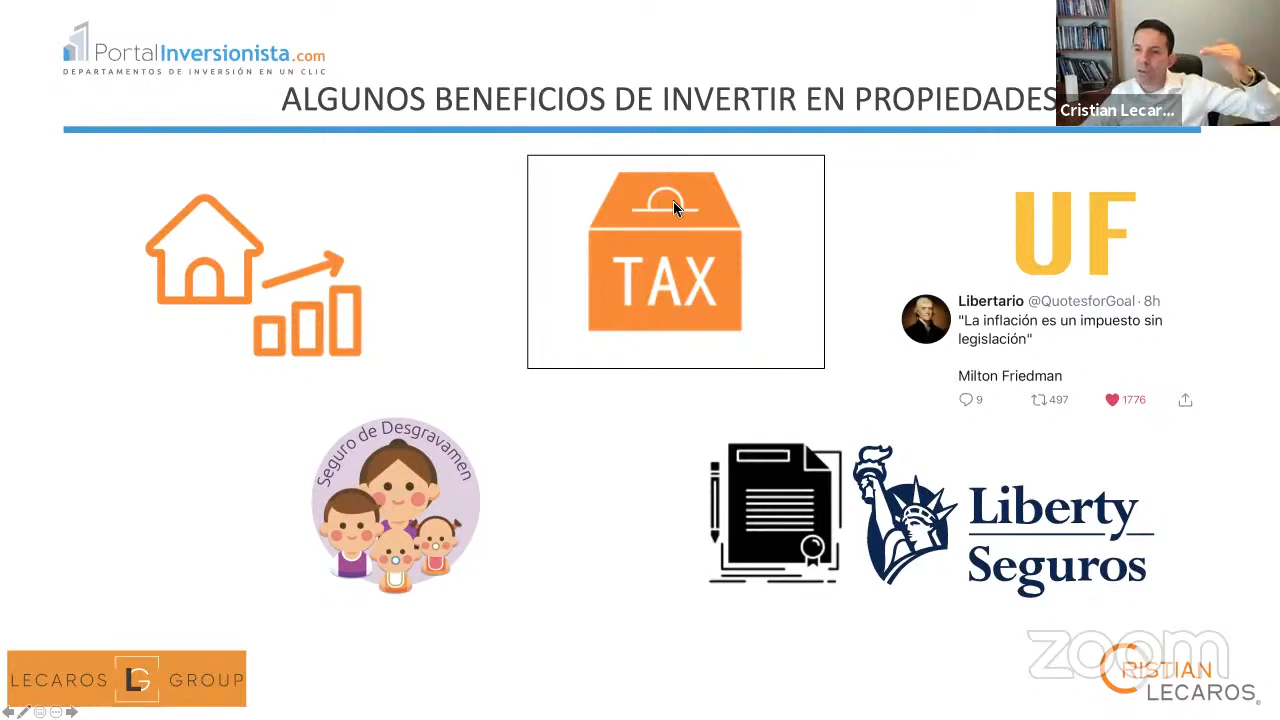 PortalInversionista.com
DEPARTAMENTOS DE INVERSIÓN EN UN CLIC
ALGUNOS BENEFICIOS DE INVERTIR EN PROPIEDADES
Cristian Lecar...
TAX
UF
Libertario @QuotesforGoal · 8h
"La inflación es un impuesto sin
legislación"
Milton Friedman
9 497 1776
Seguro de Desgravamen
Liberty
Seguros
LECAROS LG GROUP
zoom
CRISTIAN
LECAROS®